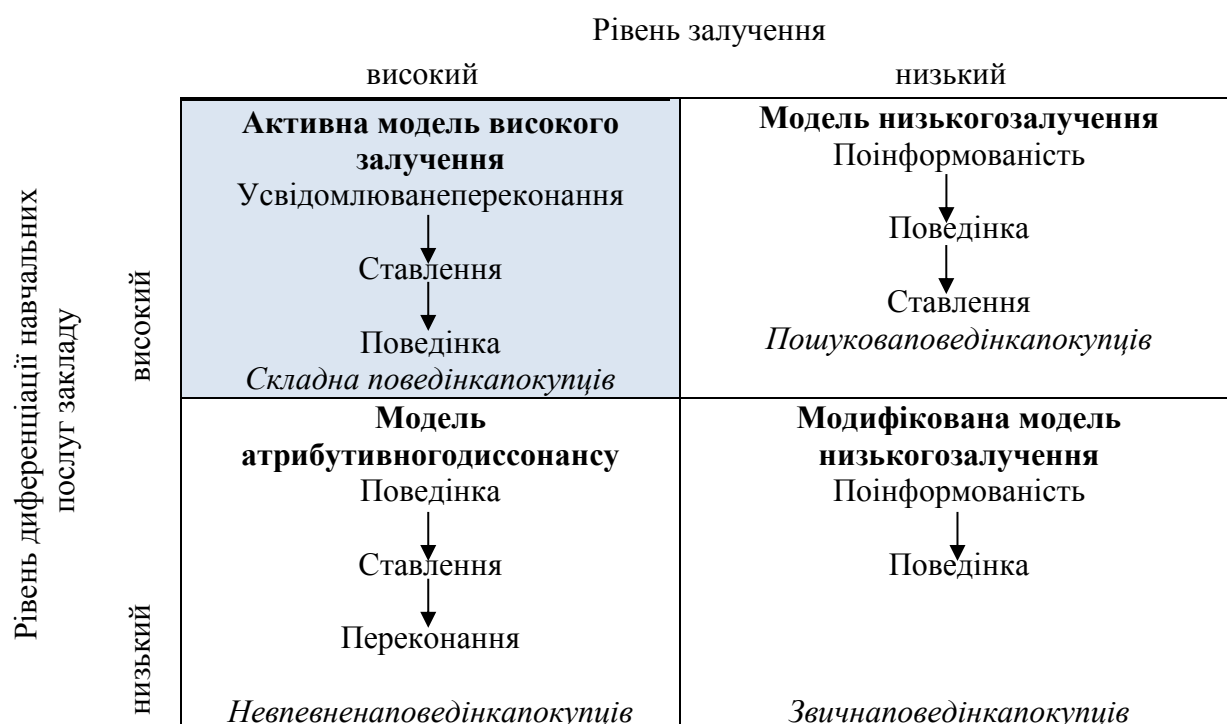 Рівень залучення
високий
низький
Рівень диференціації навчальних
послуг закладу
високий
Активна модель високого
залучення
Усвідомлюванепереконання
Ставлення
Поведінка
Складна поведінкапокупців
Модель низькогозалучення
Поінформованість
Поведінка
Ставлення
Пошуковаповедінкапокупців
низький
Модель
атрибутивногодиссонансу
Поведінка
Ставлення
Переконання
Невпевненаповедінкапокупців
Модифікована модель
низькогозалучення
Поінформованість
Поведінка
Звичнаповедінкапокупців